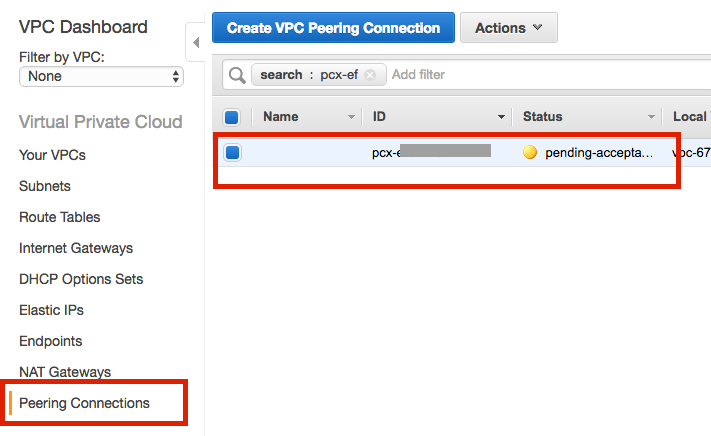 VPC Dashboard
Filter by VPC:
None
Virtual Private Cloud
Your VPCs
Subnets
Route Tables
Internet Gateways
DHCP Options Sets
Elastic IPs
Endpoints
NAT Gateways
Peering Connections
Create VPC Peering Connection Actions
search : pcx-ef Add filter
Name ID Status Local
pcx- pending-accepta... vpc-67